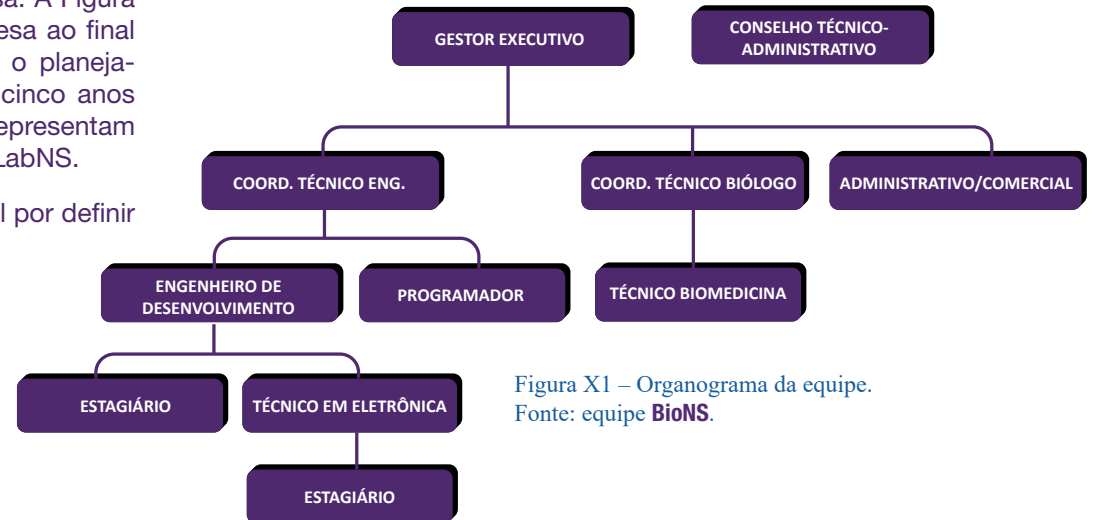 sa. A Figura
esa ao final
o planeja-
cinco anos
epresentam
LabNS.
l por definir
GESTOR EXECUTIVO
CONSELHO TÉCNICO-
ADMINISTRATIVO
COORD. TÉCNICO ENG.
COORD. TÉCNICO BIÓLOGO
ADMINISTRATIVO/COMERCIAL
ENGENHEIRO DE
DESENVOLVIMENTO
PROGRAMADOR
TÉCNICO BIOMEDICINA
ESTAGIÁRIO
TÉCNICO EM ELETRÔNICA
ESTAGIÁRIO
Figura X1 – Organograma da equipe.
Fonte: equipe BioNS.